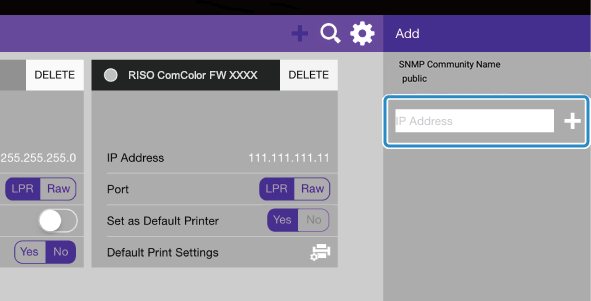 Add
DELETE
RISO ComColor FW XXXX
DELETE
SNMP Community Name
public
IP Address
255.255.255.0
IP Address
111.111.111.11
LPR Raw
Port
LPR Raw
Set as Default Printer
Yes No
Yes No
Default Print Settings